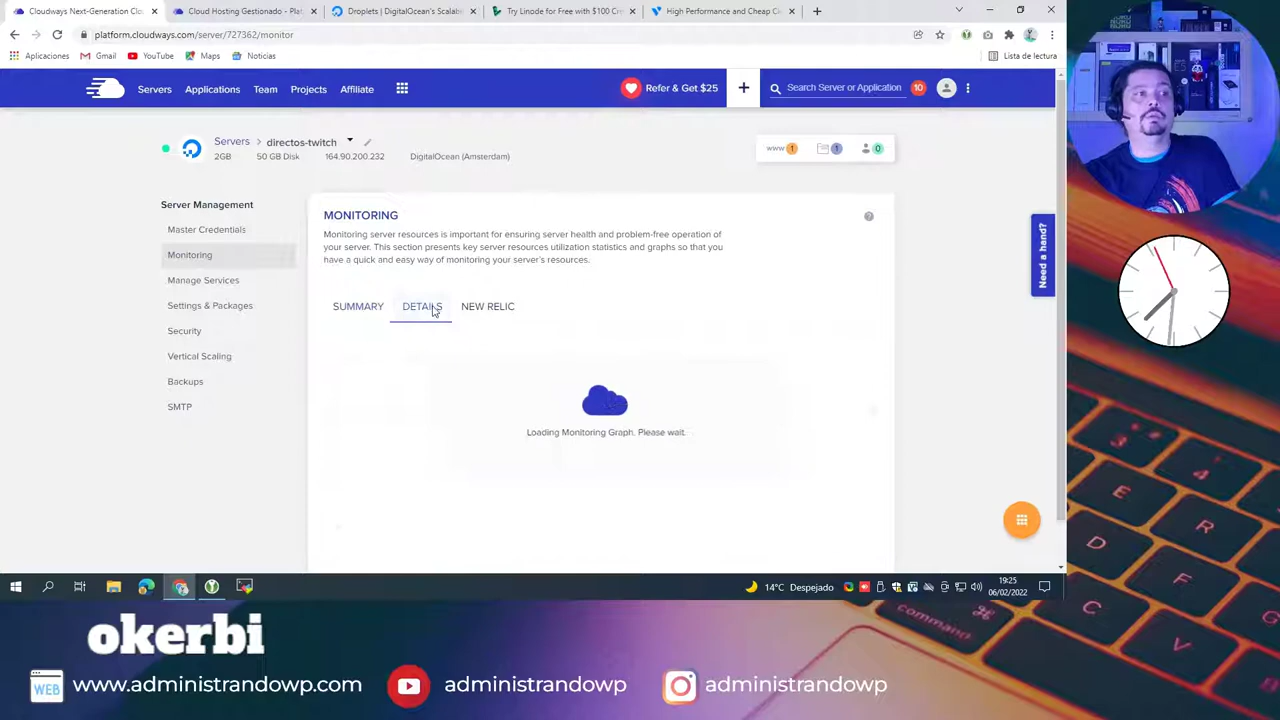 Cloudways Next-Generation Clo
Cloud Hosting Gestionado - Plat
Droplets | DigitalOcean's Scalab
Try Linode for Free with $100 Cr
High Performance and Cheap Cl
platform.cloudways.com/server/727362/monitor
Aplicaciones
Gmail
YouTube
Maps
Noticias
Lista de lectura
Servers
Applications
Team
Projects
Affiliate
Refer & Get $25
+
Search Server or Application
10
Servers > directos-twitch
2GB
50 GB Disk
164.90.200.232
DigitalOcean (Amsterdam)
www 1
1
0
Server Management
Master Credentials
Monitoring
Manage Services
Settings & Packages
Security
Vertical Scaling
Backups
SMTP
MONITORING
Monitoring server resources is important for ensuring server health and problem-free operation of
your server. This section presents key server resources utilization statistics and graphs so that you
have a quick and easy way of monitoring your server's resources.
SUMMARY
DETAILS
NEW RELIC
Loading Monitoring Graph. Please wait.
Need a hand?
14°C Despejado
19:25
06/02/2022
okerbi
WEB
www.administrandowp.com
administrandowp
administrandowp
command
E
R
D
F
C
V
3
4